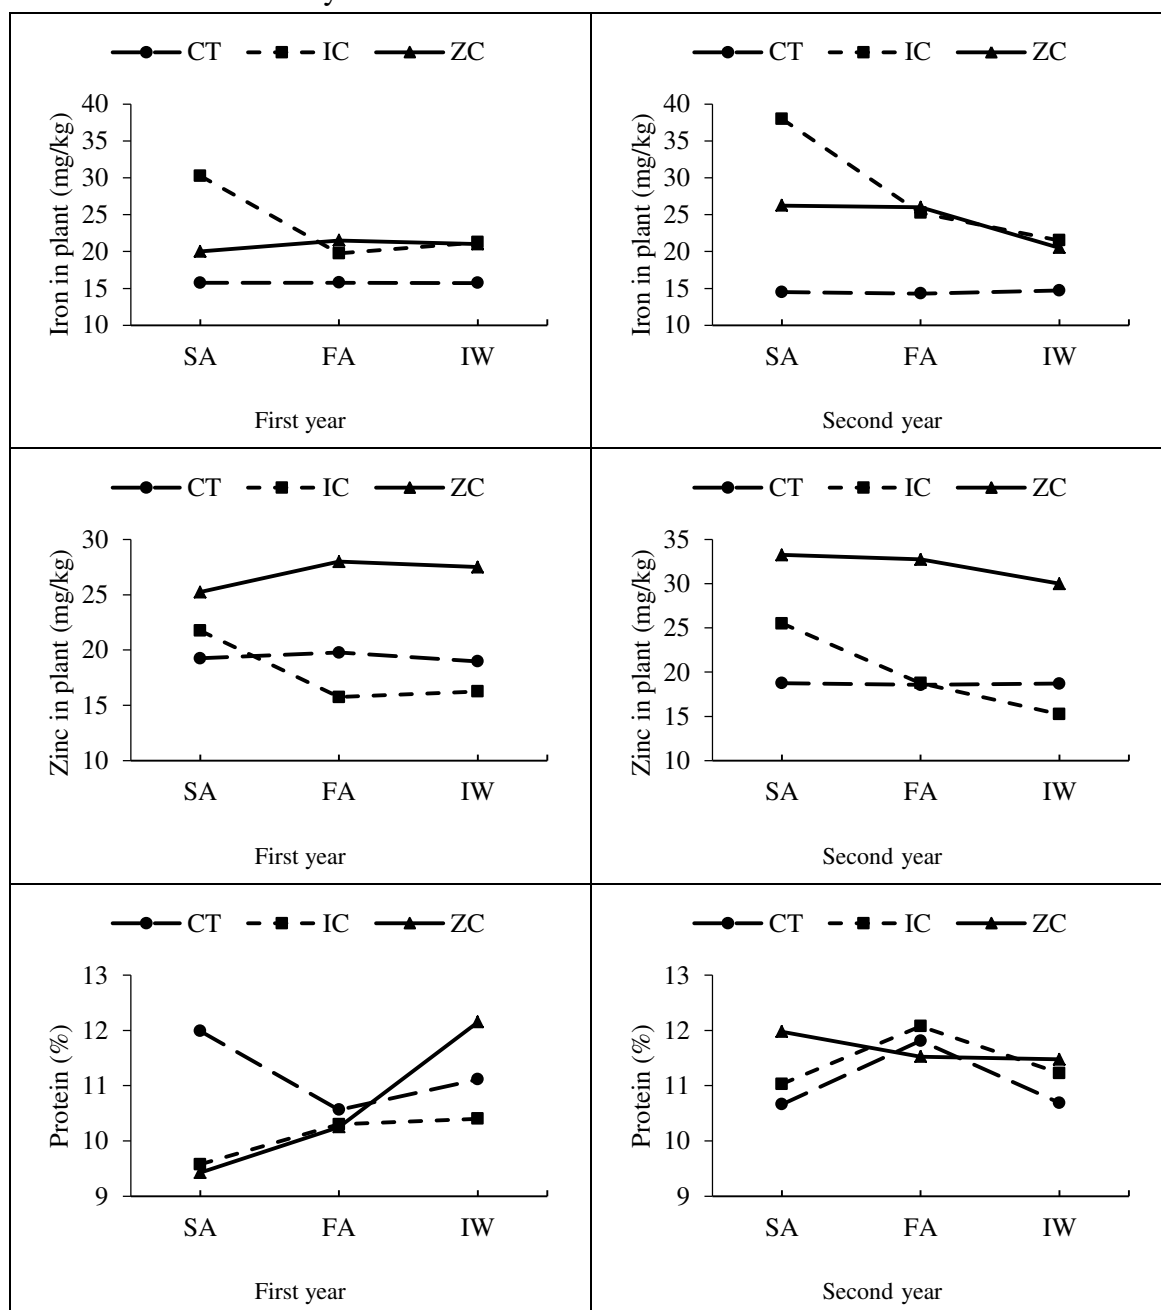 y
CT IC ZC
Iron in plant (mg/kg)
40
35
30
25
20
15
10
SA FA IW
First year
CT IC ZC
Iron in plant (mg/kg)
40
35
30
25
20
15
10
SA FA IW
Second year
CT IC ZC
Zinc in plant (mg/kg)
30
25
20
15
10
SA FA IW
First year
CT IC ZC
Zinc in plant (mg/kg)
35
30
25
20
15
10
SA FA IW
Second year
CT IC ZC
Protein (%)
13
12
11
10
9
SA FA IW
First year
CT IC ZC
Protein (%)
13
12
11
10
9
SA FA IW
Second year